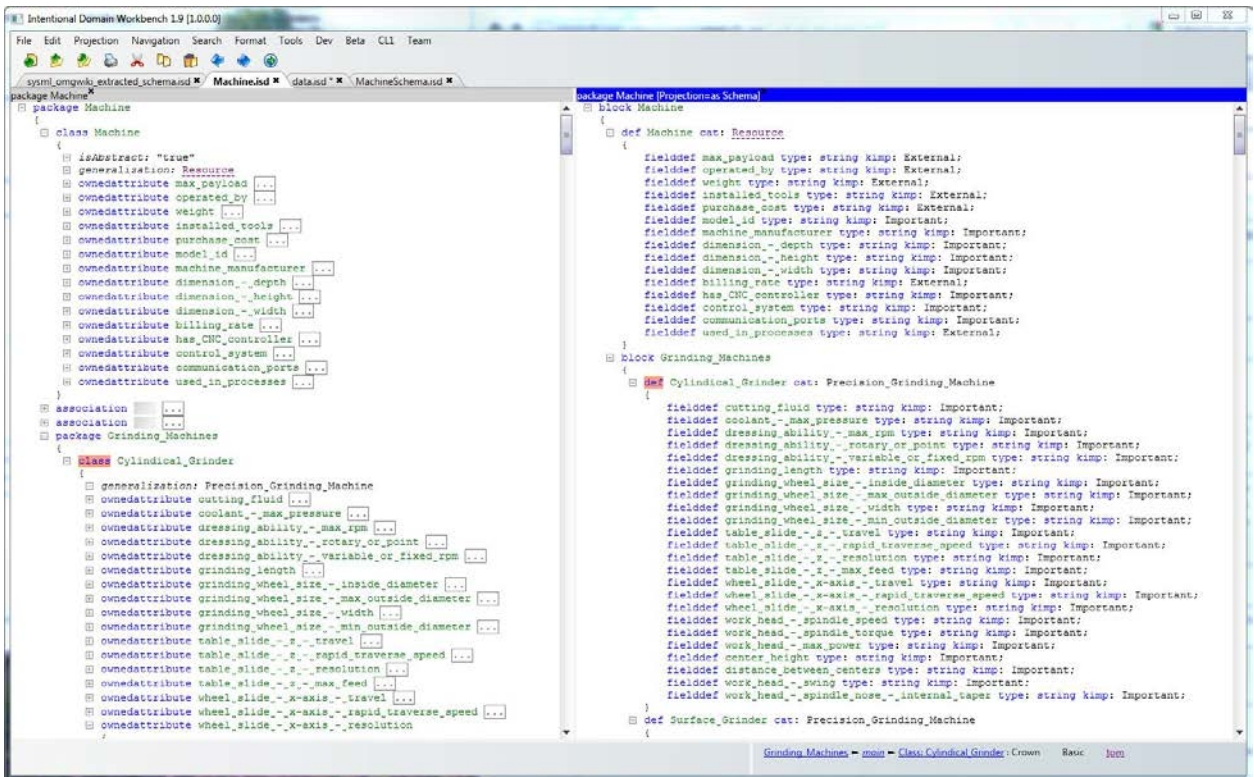 Intentional Domain Workbench 1.9 [1.0.0.0]
File Edit Projection Navigation Search Format Tools Dev Beta CL1 Team
sysml_omgwiki_extracted_schema.isd Machine.isd data.isd * MachineSchema.isd
package Machine
package Machine
{
class Machine
{
isAbstract: "true"
generalization: Resource
ownedattribute max_payload ...
ownedattribute operated_by ...
ownedattribute weight ...
ownedattribute installed_tools ...
ownedattribute purchase_cost ...
ownedattribute model_id ...
ownedattribute machine_manufacturer ...
ownedattribute dimension_-_depth ...
ownedattribute dimension_-_height ...
ownedattribute dimension_-_width ...
ownedattribute billing_rate ...
ownedattribute has_CNC_controller ...
ownedattribute control_system ...
ownedattribute communication_ports ...
ownedattribute used_in_processes ...
}
association ...
association ...
package Grinding_Machines
{
class Cylindical_Grinder
{
generalization: Precision_Grinding_Machine
ownedattribute cutting_fluid ...
ownedattribute coolant_-_max_pressure ...
ownedattribute dressing_ability_-_max_rpm ...
ownedattribute dressing_ability_-_rotary_or_point ...
ownedattribute dressing_ability_-_variable_or_fixed_rpm ...
ownedattribute grinding_length ...
ownedattribute grinding_wheel_size_-_inside_diameter ...
ownedattribute grinding_wheel_size_-_max_outside_diameter ...
ownedattribute grinding_wheel_size_-_width ...
ownedattribute grinding_wheel_size_-_min_outside_diameter ...
ownedattribute table_slide_-_z_-_travel ...
ownedattribute table_slide_-_z_-_rapid_traverse_speed ...
ownedattribute table_slide_-_z_-_resolution ...
ownedattribute table_slide_-_z_-_max_feed ...
ownedattribute wheel_slide_-_x-axis_-_travel ...
ownedattribute wheel_slide_-_x-axis_-_rapid_traverse_speed ...
ownedattribute wheel_slide_-_x-axis_-_resolution
package Machine [Projection=as Schema]
block Machine
{
def Machine cat: Resource
{
fielddef max_payload type: string kimp: External;
fielddef operated_by type: string kimp: External;
fielddef weight type: string kimp: External;
fielddef installed_tools type: string kimp: External;
fielddef purchase_cost type: string kimp: External;
fielddef model_id type: string kimp: Important;
fielddef machine_manufacturer type: string kimp: Important;
fielddef dimension_-_depth type: string kimp: Important;
fielddef dimension_-_height type: string kimp: Important;
fielddef dimension_-_width type: string kimp: Important;
fielddef billing_rate type: string kimp: External;
fielddef has_CNC_controller type: string kimp: Important;
fielddef control_system type: string kimp: Important;
fielddef communication_ports type: string kimp: Important;
fielddef used_in_processes type: string kimp: External;
}
block Grinding_Machines
{
def Cylindical_Grinder cat: Precision_Grinding_Machine
{
fielddef cutting_fluid type: string kimp: Important;
fielddef coolant_-_max_pressure type: string kimp: Important;
fielddef dressing_ability_-_max_rpm type: string kimp: Important;
fielddef dressing_ability_-_rotary_or_point type: string kimp: Important;
fielddef dressing_ability_-_variable_or_fixed_rpm type: string kimp: Important;
fielddef grinding_length type: string kimp: Important;
fielddef grinding_wheel_size_-_inside_diameter type: string kimp: Important;
fielddef grinding_wheel_size_-_max_outside_diameter type: string kimp: Important;
fielddef grinding_wheel_size_-_width type: string kimp: Important;
fielddef grinding_wheel_size_-_min_outside_diameter type: string kimp: Important;
fielddef table_slide_-_z_-_travel type: string kimp: Important;
fielddef table_slide_-_z_-_rapid_traverse_speed type: string kimp: Important;
fielddef table_slide_-_z_-_resolution type: string kimp: Important;
fielddef table_slide_-_z_-_max_feed type: string kimp: Important;
fielddef wheel_slide_-_x-axis_-_travel type: string kimp: Important;
fielddef wheel_slide_-_x-axis_-_rapid_traverse_speed type: string kimp: Important;
fielddef wheel_slide_-_x-axis_-_resolution type: string kimp: Important;
fielddef work_head_-_spindle_speed type: string kimp: Important;
fielddef work_head_-_spindle_torque type: string kimp: Important;
fielddef work_head_-_max_power type: string kimp: Important;
fielddef center_height type: string kimp: Important;
fielddef distance_between_centers type: string kimp: Important;
fielddef work_head_-_swing type: string kimp: Important;
fielddef work_head_-_spindle_nose_-_internal_taper type: string kimp: Important;
}
def Surface_Grinder cat: Precision_Grinding_Machine
{
Grinding_Machines main Class: Cylindical_Grinder : Crown Basic